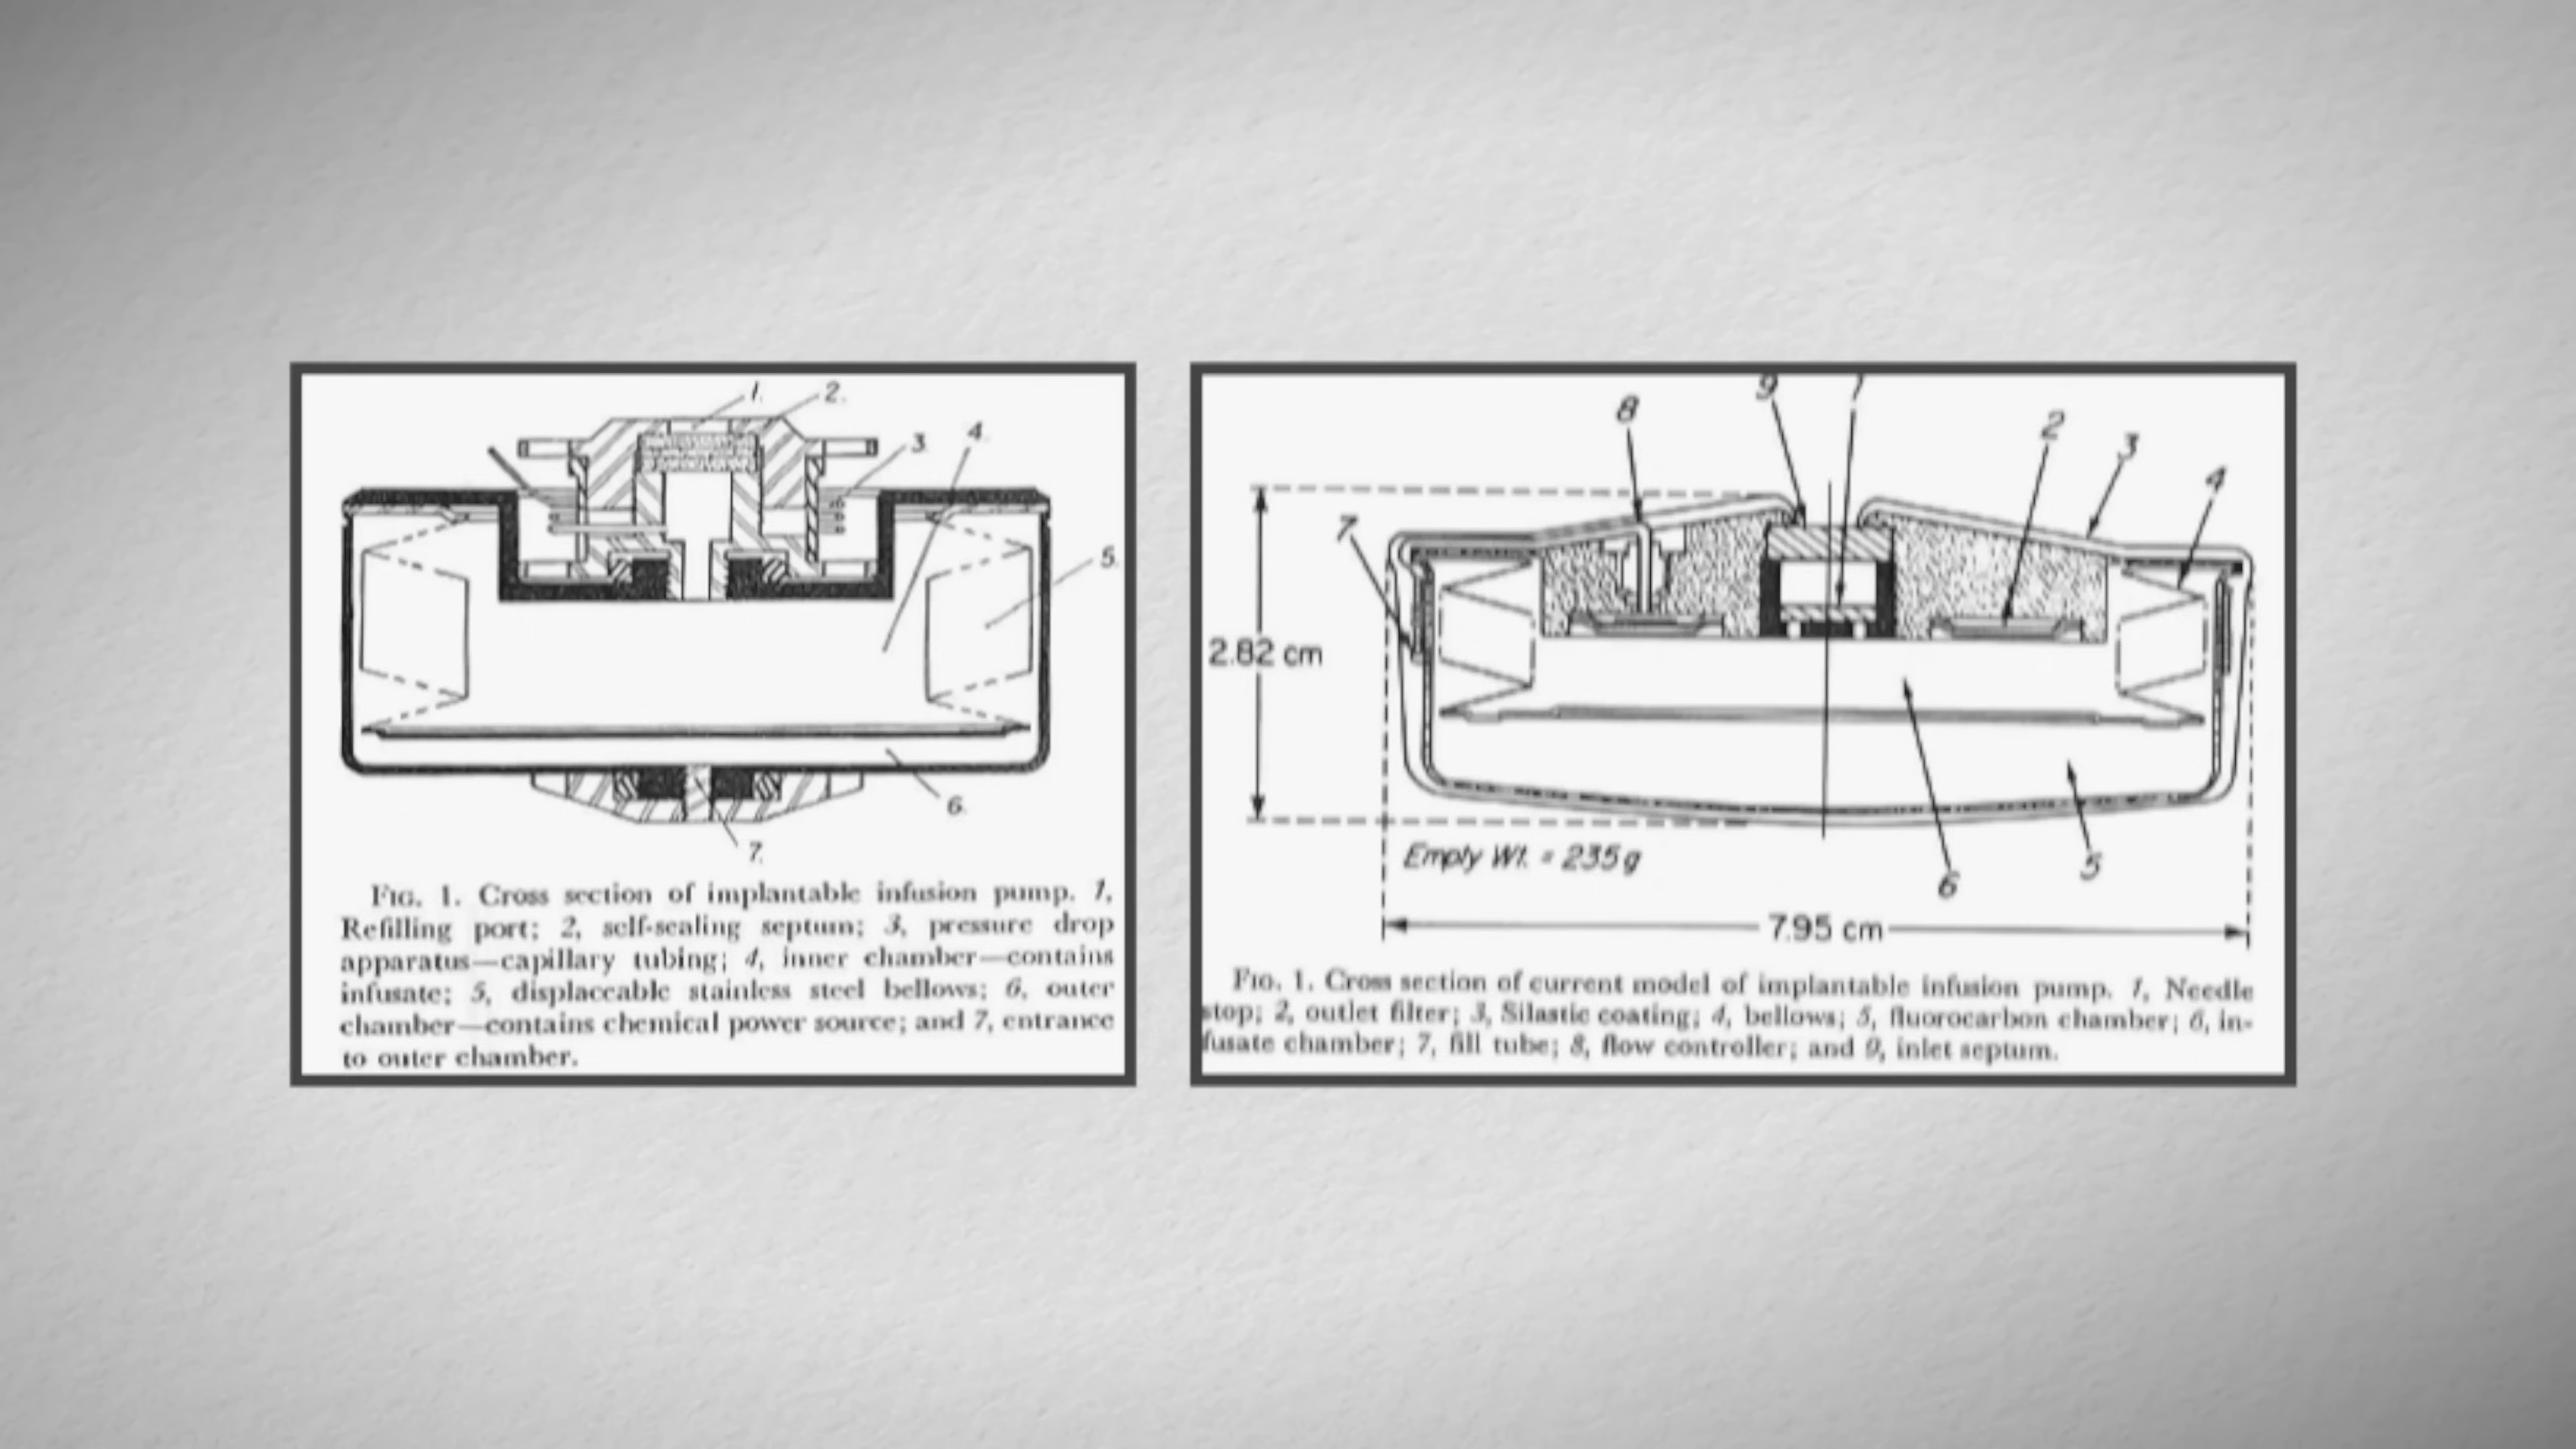 1.
2.
3.
4.
5.
6.
7.
FIG. 1. Cross section of implantable infusion pump. 1,
Refilling port; 2, self-sealing septum; 3, pressure drop
apparatus—capillary tubing; 4, inner chamber—contains
infusate; 5, displaceable stainless steel bellows; 6, outer
chamber—contains chemical power source; and 7, entrance
to outer chamber.
8
9
1
2
3
4
7
2.82 cm
Empty Wt. = 235g
6
5
7.95 cm
FIG. 1. Cross section of current model of implantable infusion pump. 1, Needle
stop; 2, outlet filter; 3, Silastic coating; 4, bellows; 5, fluorocarbon chamber; 6, in-
fusate chamber; 7, fill tube; 8, flow controller; and 9, inlet septum.